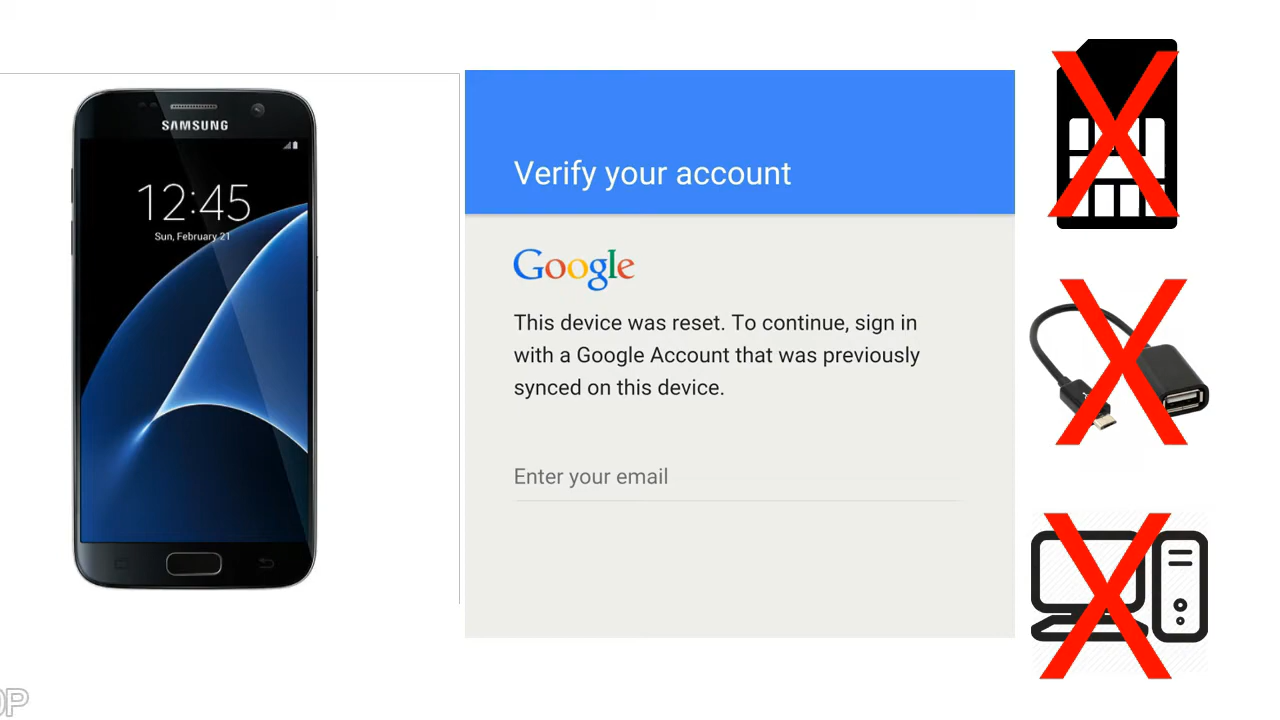 SAMSUNG
12:45
Sun, February 21
Verify your account
Google
This device was reset. To continue, sign in
with a Google Account that was previously
synced on this device.
Enter your email